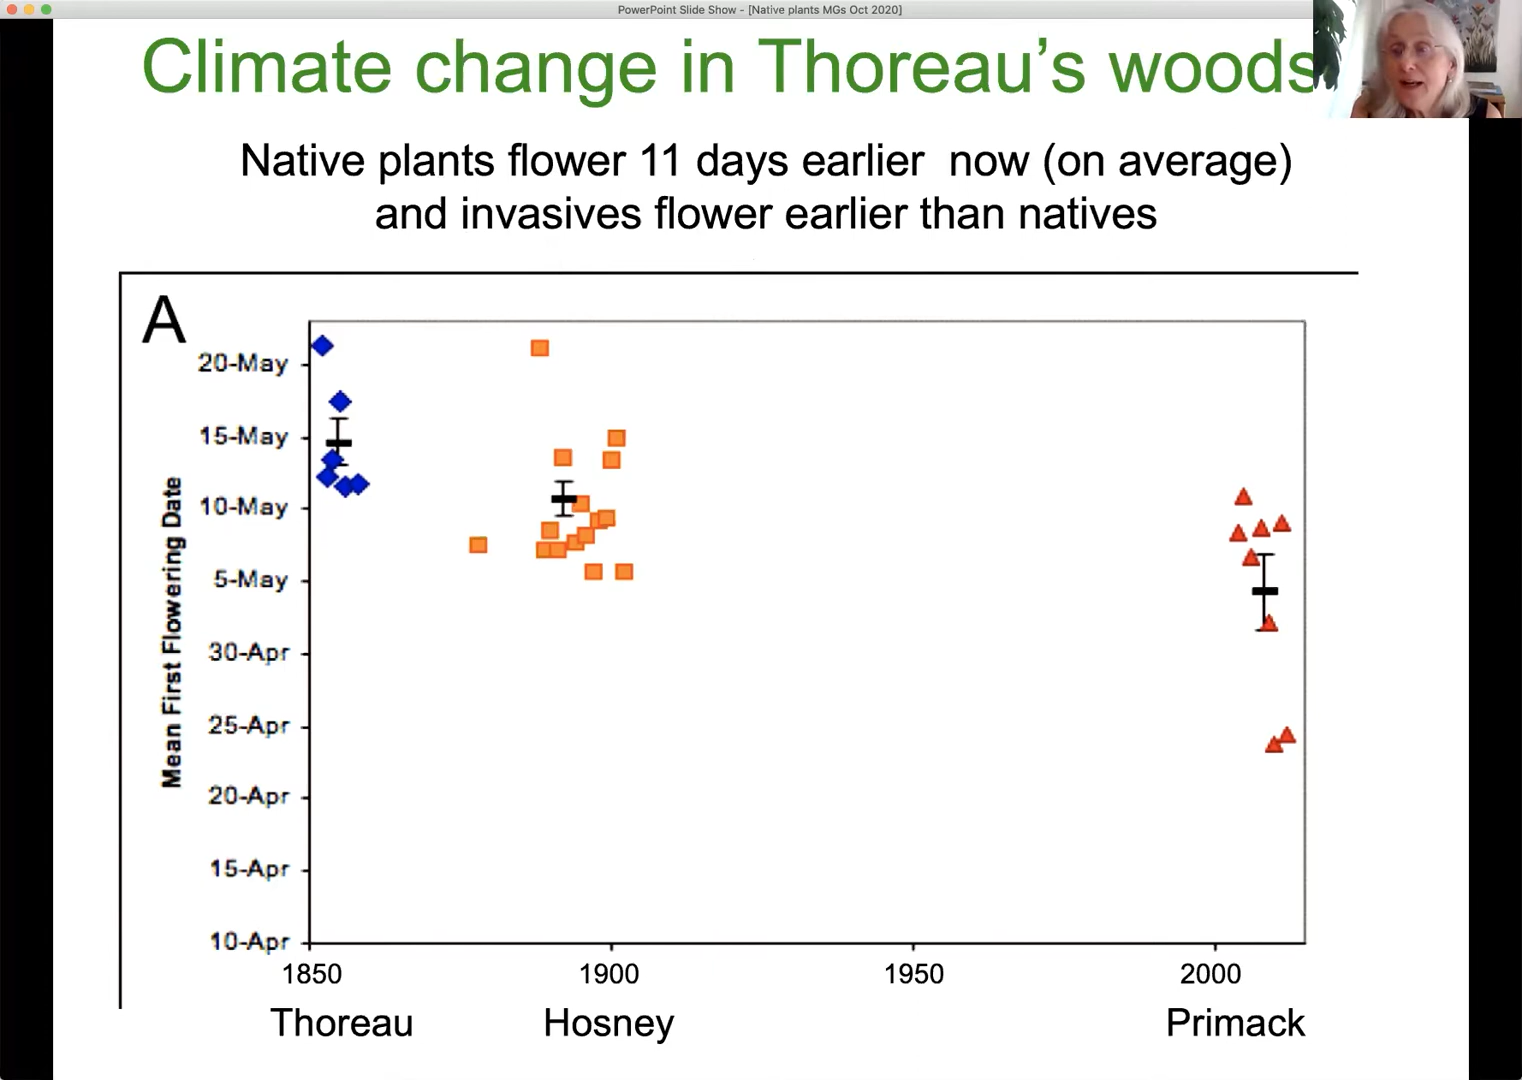 PowerPoint Slide Show - [Native plants MGs Oct 2020]
Climate change in Thoreau's woods
Native plants flower 11 days earlier  now (on average)
and invasives flower earlier than natives
A
Mean First Flowering Date
20-May
15-May
10-May
5-May
30-Apr
25-Apr
20-Apr
15-Apr
10-Apr
1850 1900 1950 2000
Thoreau Hosney Primack